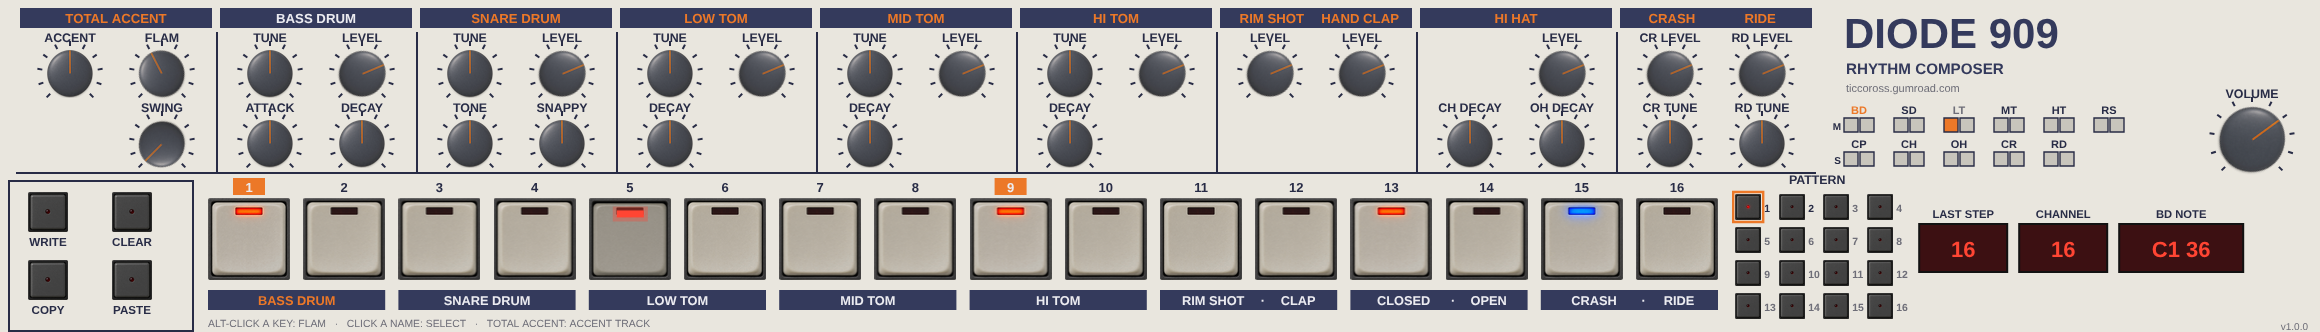 TOTAL ACCENT BASS DRUM SNARE DRUM LOW TOM MID TOM HI TOM RIM SHOT HAND CLAP HI HAT CRASH RIDE
ACCENT FLAM TUNE LEVEL TUNE LEVEL TUNE LEVEL TUNE LEVEL TUNE LEVEL LEVEL LEVEL LEVEL CR LEVEL RD LEVEL
SWING ATTACK DECAY TONE SNAPPY DECAY DECAY DECAY CH DECAY OH DECAY CR TUNE RD TUNE
DIODE 909
RHYTHM COMPOSER
ticcoross.gumroad.com
VOLUME
BD SD LT MT HT RS
M
CP CH OH CR RD
S
1 2 3 4 5 6 7 8 9 10 11 12 13 14 15 16
WRITE CLEAR
COPY PASTE
BASS DRUM SNARE DRUM LOW TOM MID TOM HI TOM RIM SHOT · CLAP CLOSED · OPEN CRASH · RIDE
ALT-CLICK A KEY: FLAM · CLICK A NAME: SELECT · TOTAL ACCENT: ACCENT TRACK
PATTERN
1 2 3 4
5 6 7 8
9 10 11 12
13 14 15 16
LAST STEP CHANNEL BD NOTE
16 16 C1 36
v1.0.0